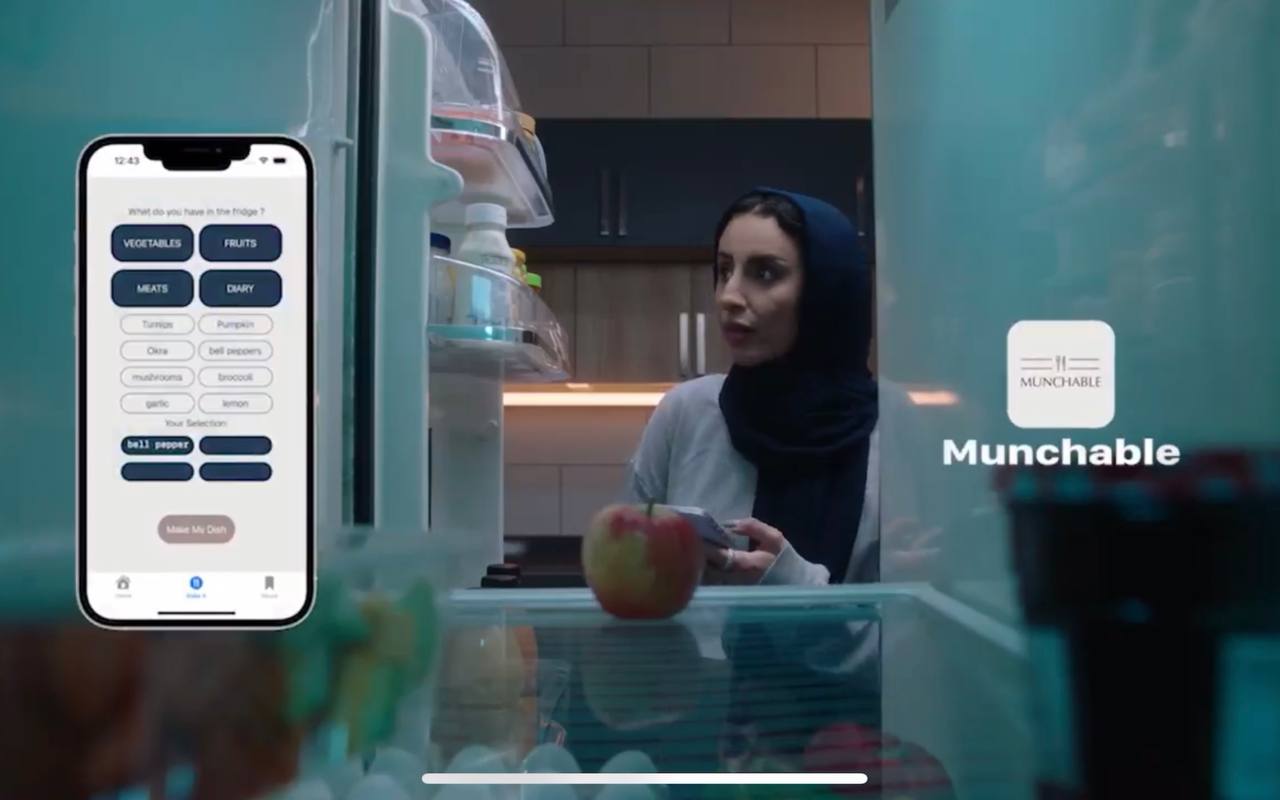 12:43
What do you have in the fridge ?
VEGETABLES FRUITS
MEATS DIARY
Turnips Pumpkin
Okra bell peppers
mushrooms brocooli
garlic lemon
Your Selection:
bell pepper
Make My Dish
MUNCHABLE
Munchable